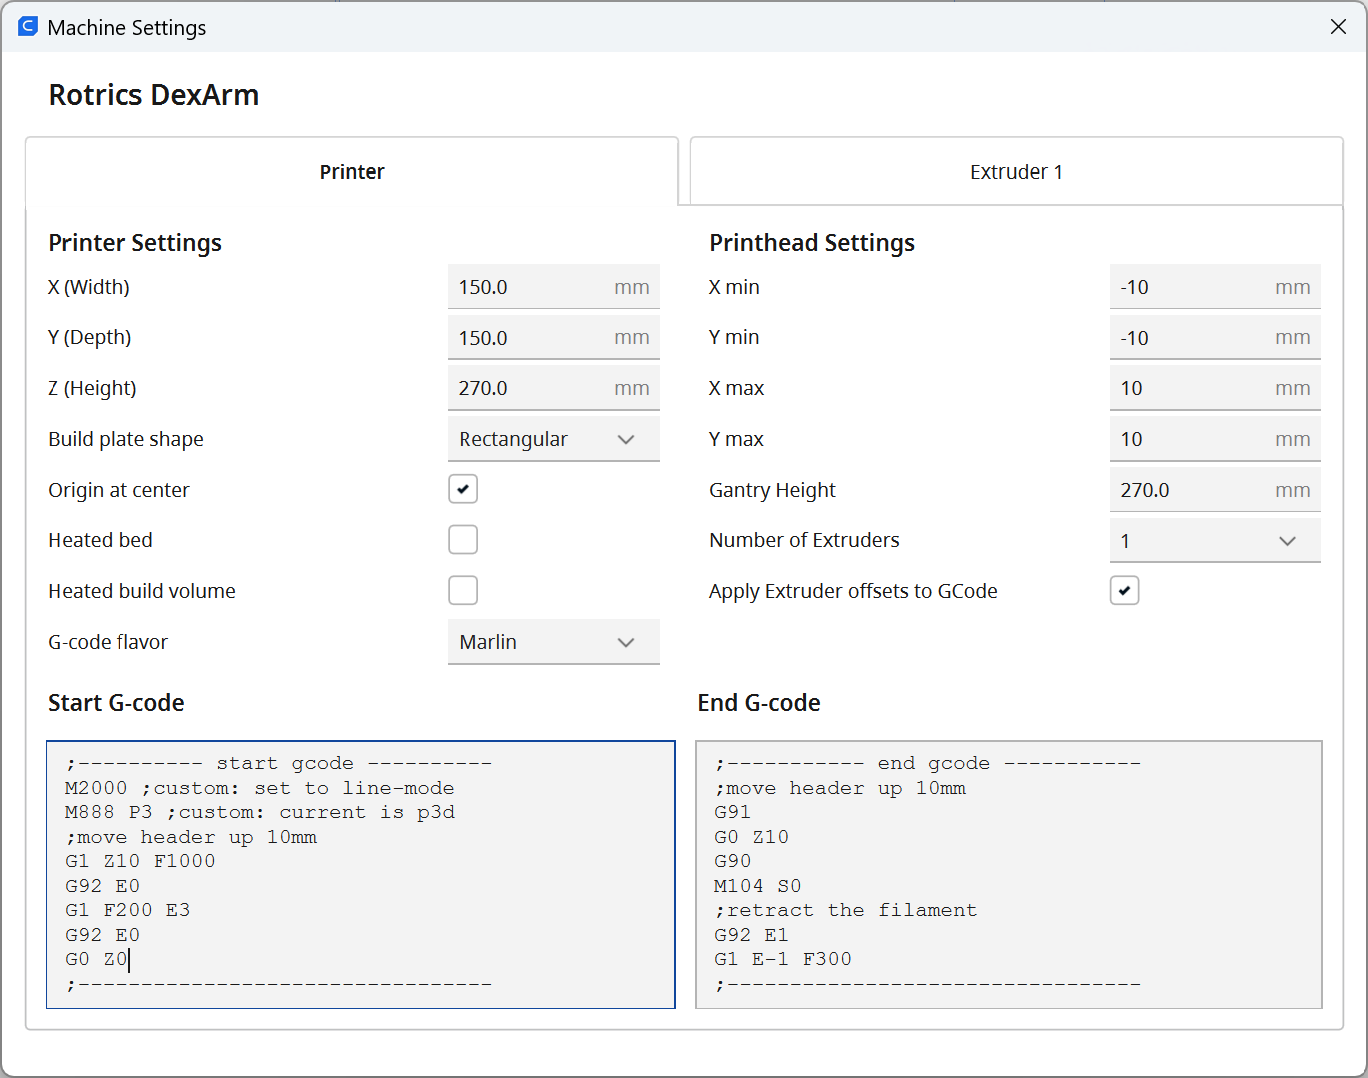 Machine Settings
Rotrics DexArm
Printer
Extruder 1
Printer Settings
X (Width)
150.0 mm
Y (Depth)
150.0 mm
Z (Height)
270.0 mm
Build plate shape
Rectangular
Origin at center
Heated bed
Heated build volume
G-code flavor
Marlin
Printhead Settings
X min
-10 mm
Y min
-10 mm
X max
10 mm
Y max
10 mm
Gantry Height
270.0 mm
Number of Extruders
1
Apply Extruder offsets to GCode
Start G-code
;---------- start gcode ----------
M2000 ;custom: set to line-mode
M888 P3 ;custom: current is p3d
;move header up 10mm
G1 Z10 F1000
G92 E0
G1 F200 E3
G92 E0
G0 Z0
;---------------------------------
End G-code
;----------- end gcode -----------
;move header up 10mm
G91
G0 Z10
G90
M104 S0
;retract the filament
G92 E1
G1 E-1 F300
;---------------------------------